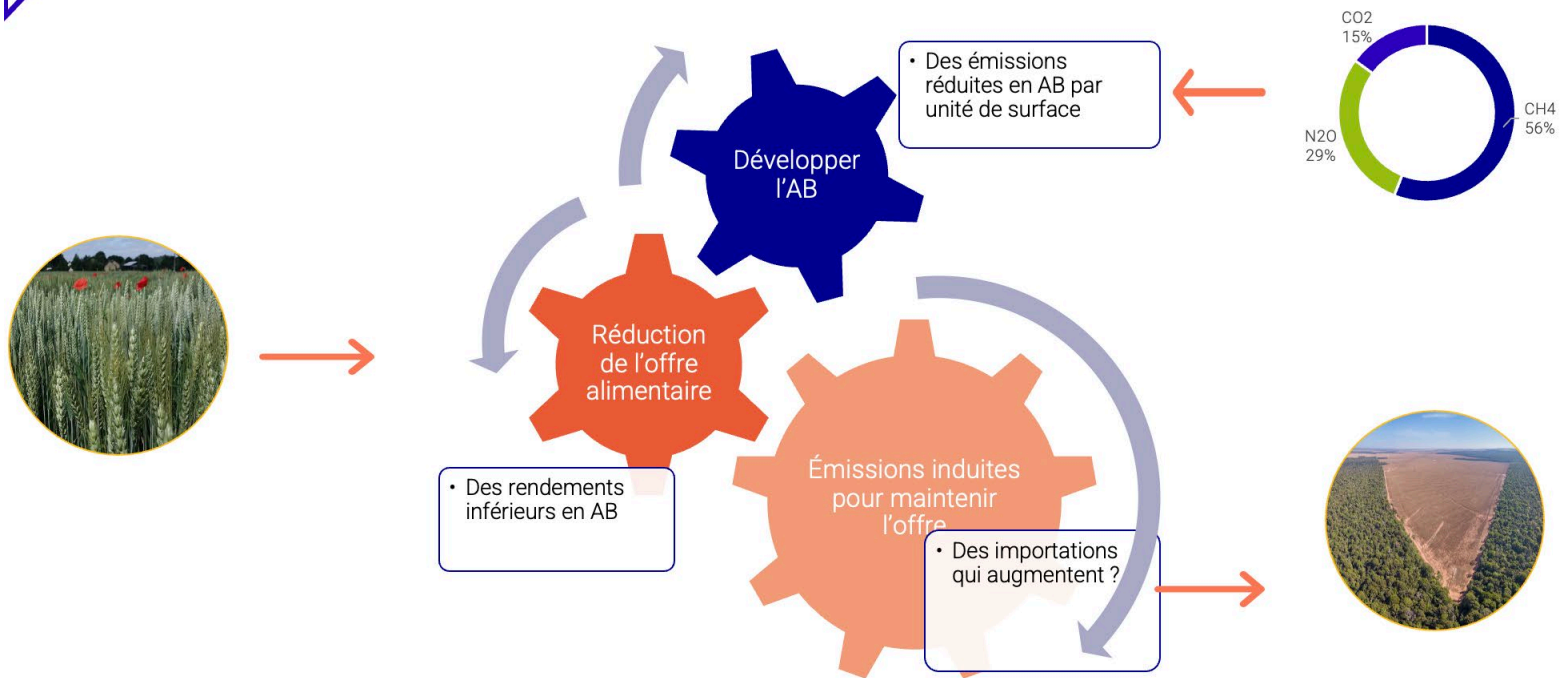 CO2
15%
CH4
56%
N2O
29%
• Des émissions
réduites en AB par
unité de surface
Développer
l'AB
Réduction
de l'offre
alimentaire
• Des rendements
inférieurs en AB
Émissions induites
pour maintenir
l'offre
• Des importations
qui augmentent ?